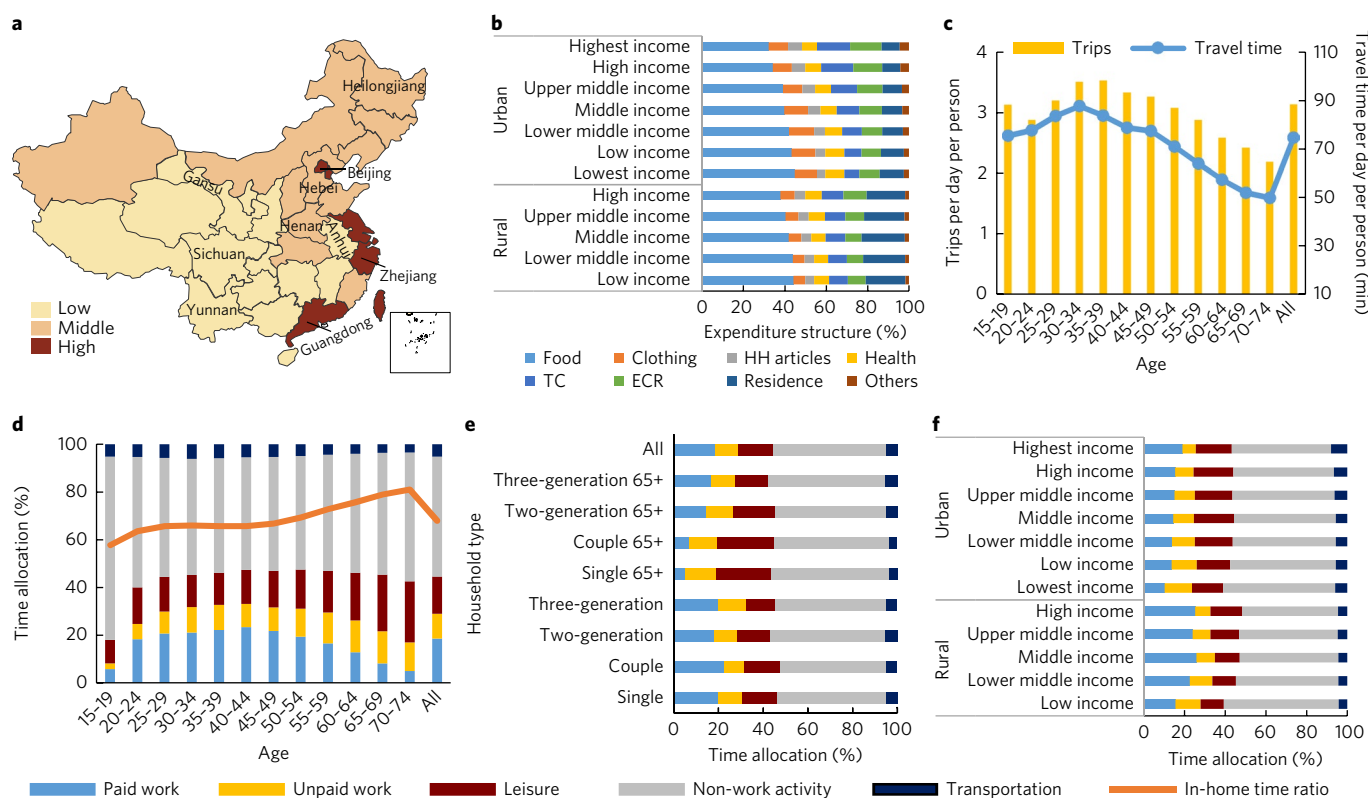 a
Heilongjiang
Beijing
Gansu
Hebei
Henan
Anhui
Sichuan
Zhejiang
Yunnan
Guangdong
Low
Middle
High
b
Urban
Highest income
High income
Upper middle income
Middle income
Lower middle income
Low income
Lowest income
Rural
High income
Upper middle income
Middle income
Lower middle income
Low income
0 20 40 60 80 100
Expenditure structure (%)
Food Clothing HH articles Health
TC ECR Residence Others
c
Trips Travel time
Trips per day per person
4
3
2
1
0
Travel time per day per person (min)
110
90
70
50
30
10
15–19 20–24 25–29 30–34 35–39 40–44 45–49 50–54 55–59 60–64 65–69 70–74 All
Age
d
Time allocation (%)
100
80
60
40
20
0
15–19 20–24 25–29 30–34 35–39 40–44 45–49 50–54 55–59 60–64 65–69 70–74 All
Age
e
Household type
All
Three-generation 65+
Two-generation 65+
Couple 65+
Single 65+
Three-generation
Two-generation
Couple
Single
0 20 40 60 80 100
Time allocation (%)
f
Urban
Highest income
High income
Upper middle income
Middle income
Lower middle income
Low income
Lowest income
Rural
High income
Upper middle income
Middle income
Lower middle income
Low income
0 20 40 60 80 100
Time allocation (%)
Paid work Unpaid work Leisure Non-work activity Transportation In-home time ratio